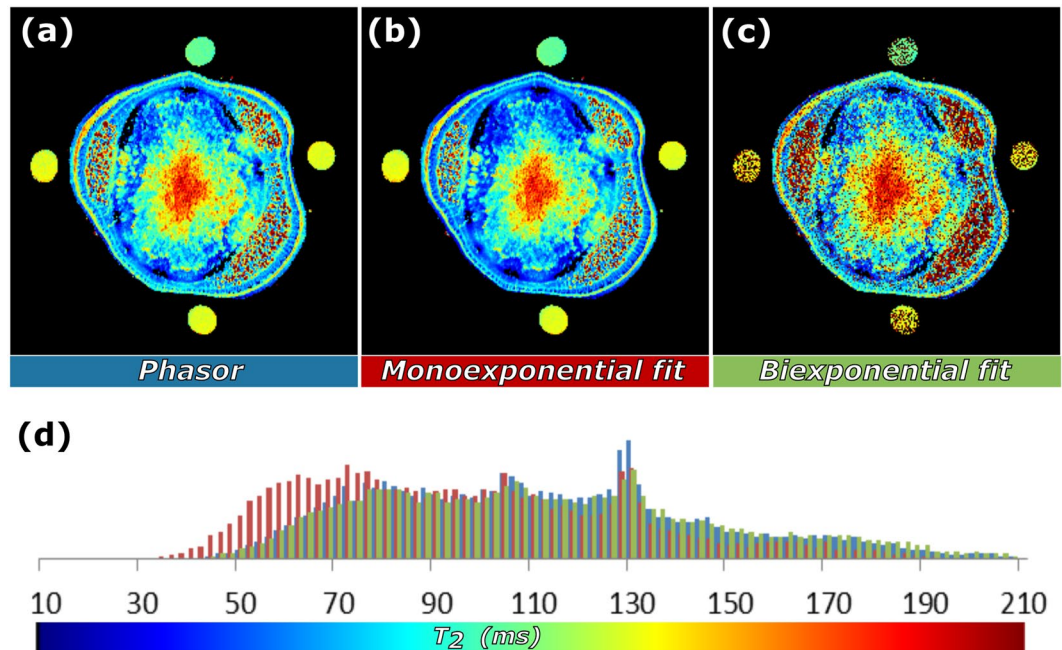 (a)
(b)
(c)
Phasor
Monoexponential fit
Biexponential fit
(d)
10 30 50 70 90 110 130 150 170 190 210
T2 (ms)